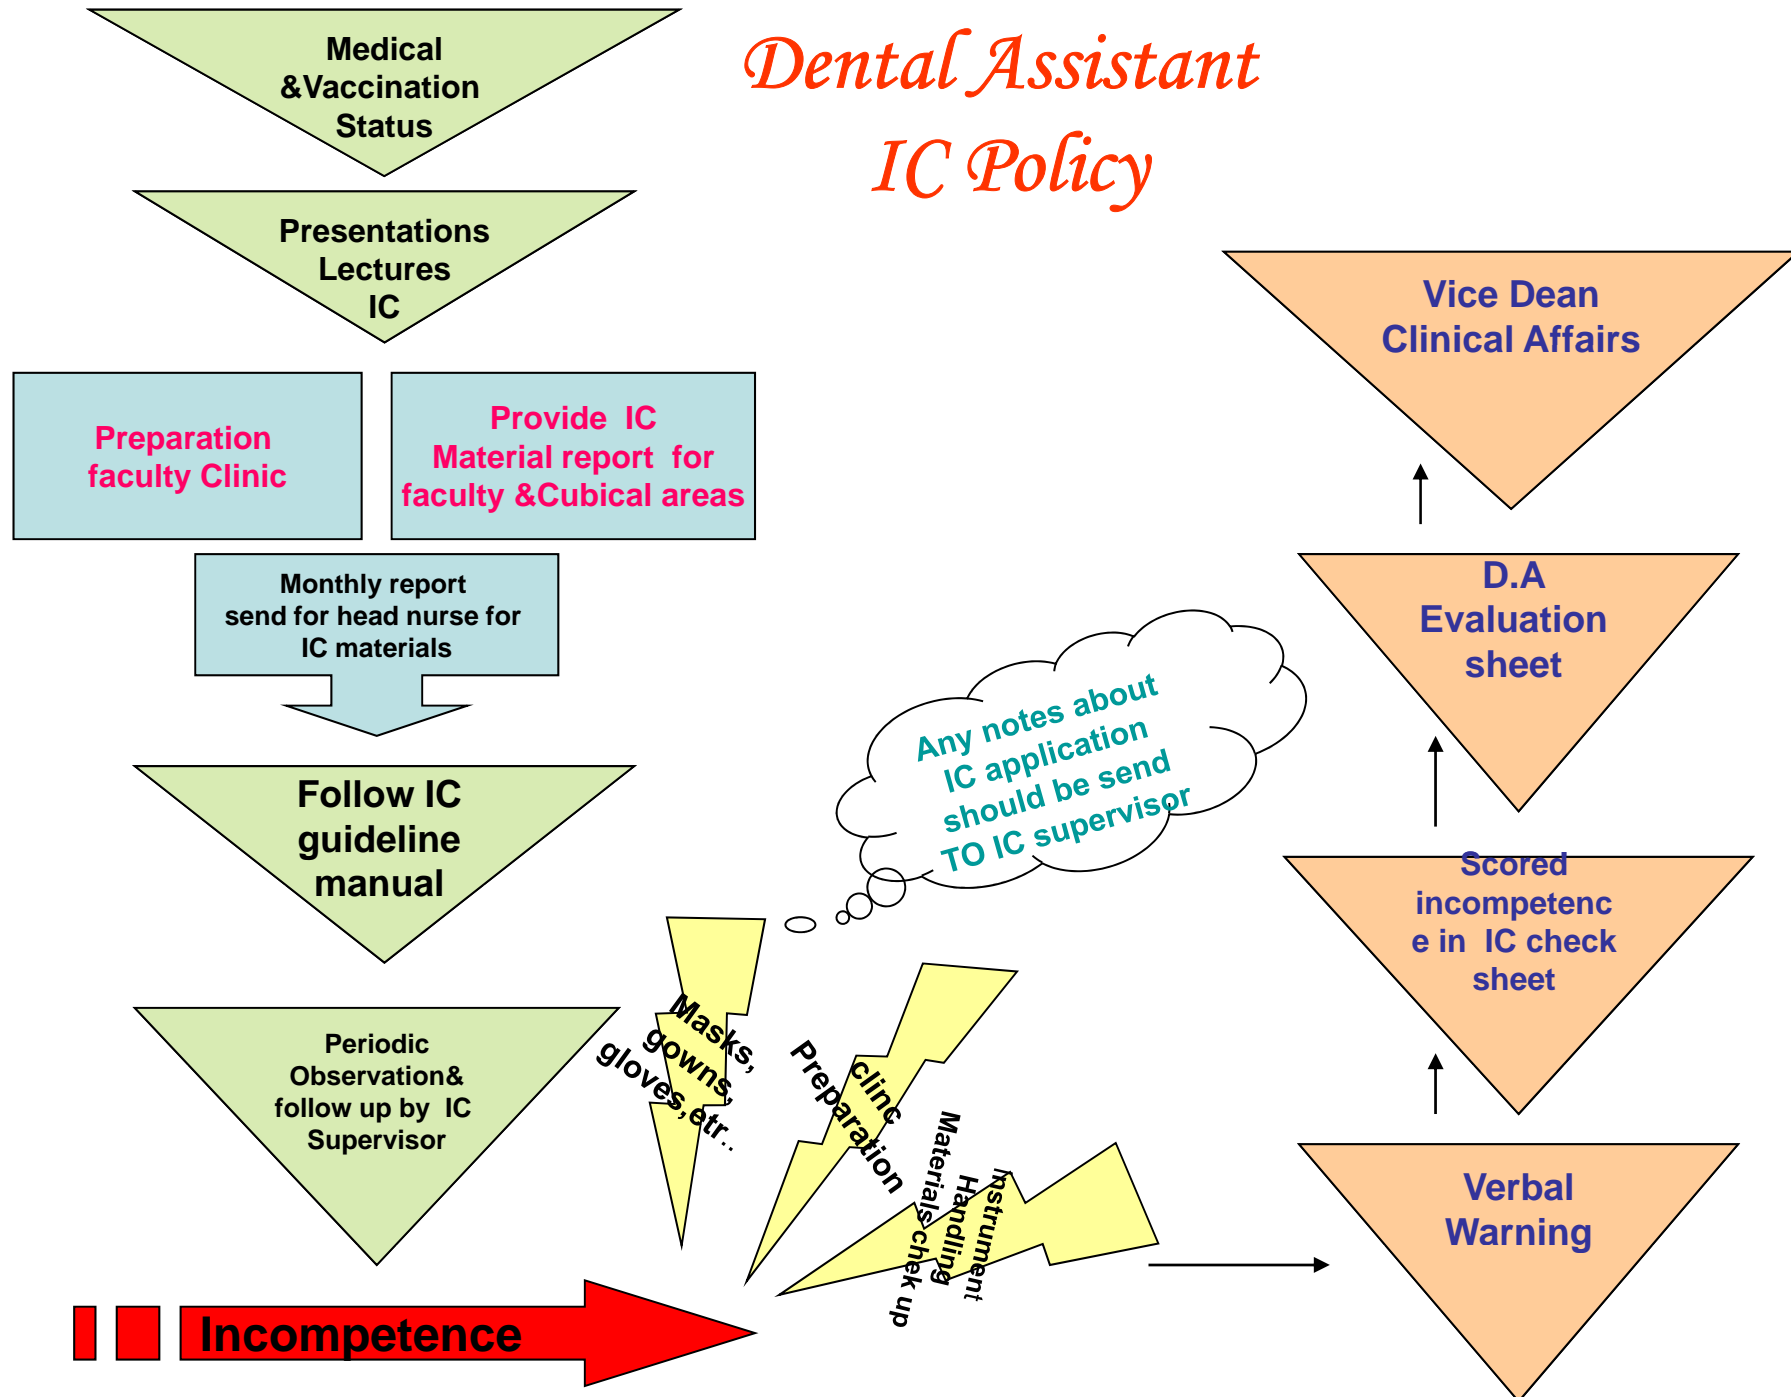 Dental Assistant
IC Policy
Medical
&Vaccination
Status
Presentations
Lectures
IC
Preparation
faculty Clinic
Provide IC
Material report for
faculty &Cubical areas
Monthly report
send for head nurse for
IC materials
Follow IC
guideline
manual
Periodic
Observation&
follow up by IC
Supervisor
Incompetence
Masks,
gowns,
gloves,etr..
clinc
Preparation
Instrument
Handling
Materials chek up
Any notes about
IC application
should be send
TO IC supervisor
Vice Dean
Clinical Affairs
D.A
Evaluation
sheet
Scored
incompetenc
e in IC check
sheet
Verbal
Warning